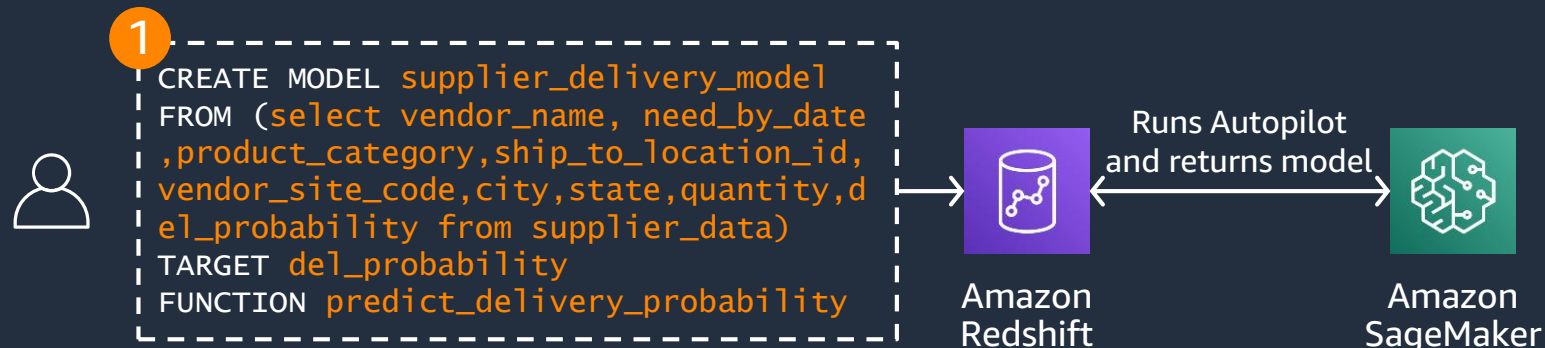 1
CREATE MODEL supplier_delivery_model
FROM (select vendor_name, need_by_date
,product_category,ship_to_location_id,
vendor_site_code,city,state,quantity,d
el_probability from supplier_data)
TARGET del_probability
FUNCTION predict_delivery_probability
Runs Autopilot
and returns model
Amazon
Redshift
Amazon
SageMaker